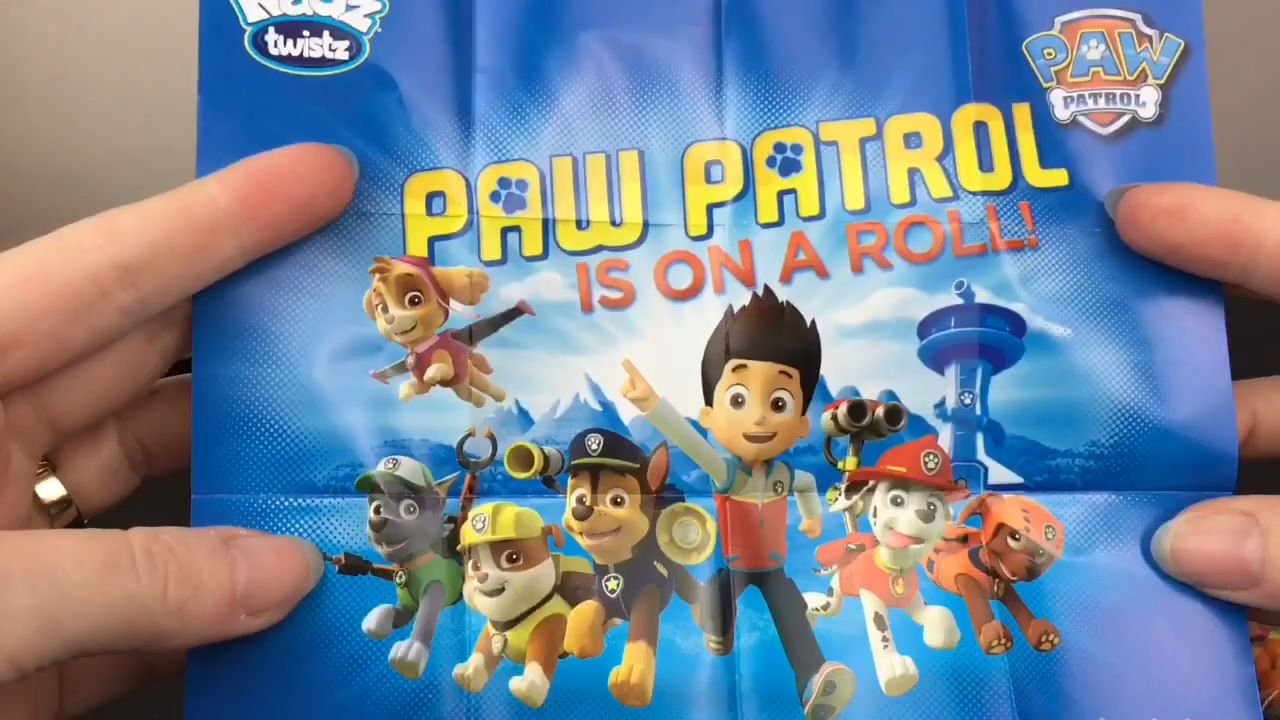 twistz
PAW
PATROL
PAW PATROL
IS ON A ROLL!